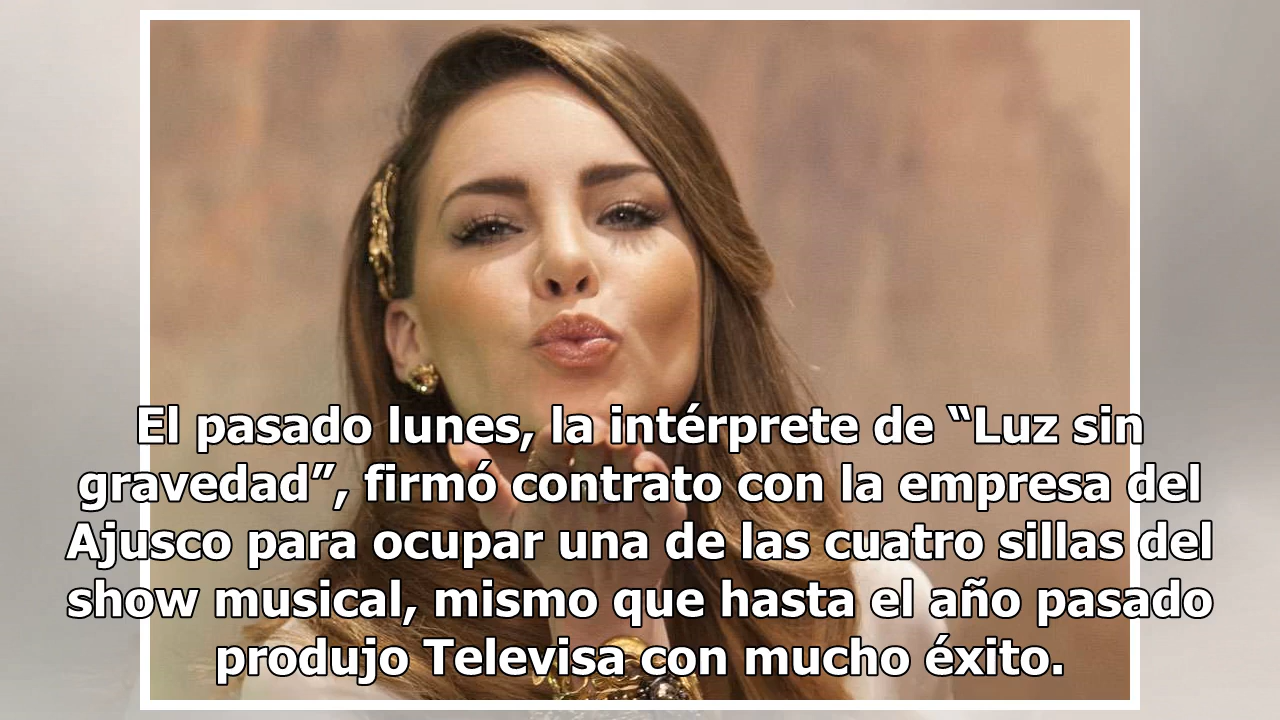 El pasado lunes, la intérprete de “Luz sin
gravedad”, firmó contrato con la empresa del
Ajusco para ocupar una de las cuatro sillas del
show musical, mismo que hasta el año pasado
produjo Televisa con mucho éxito.